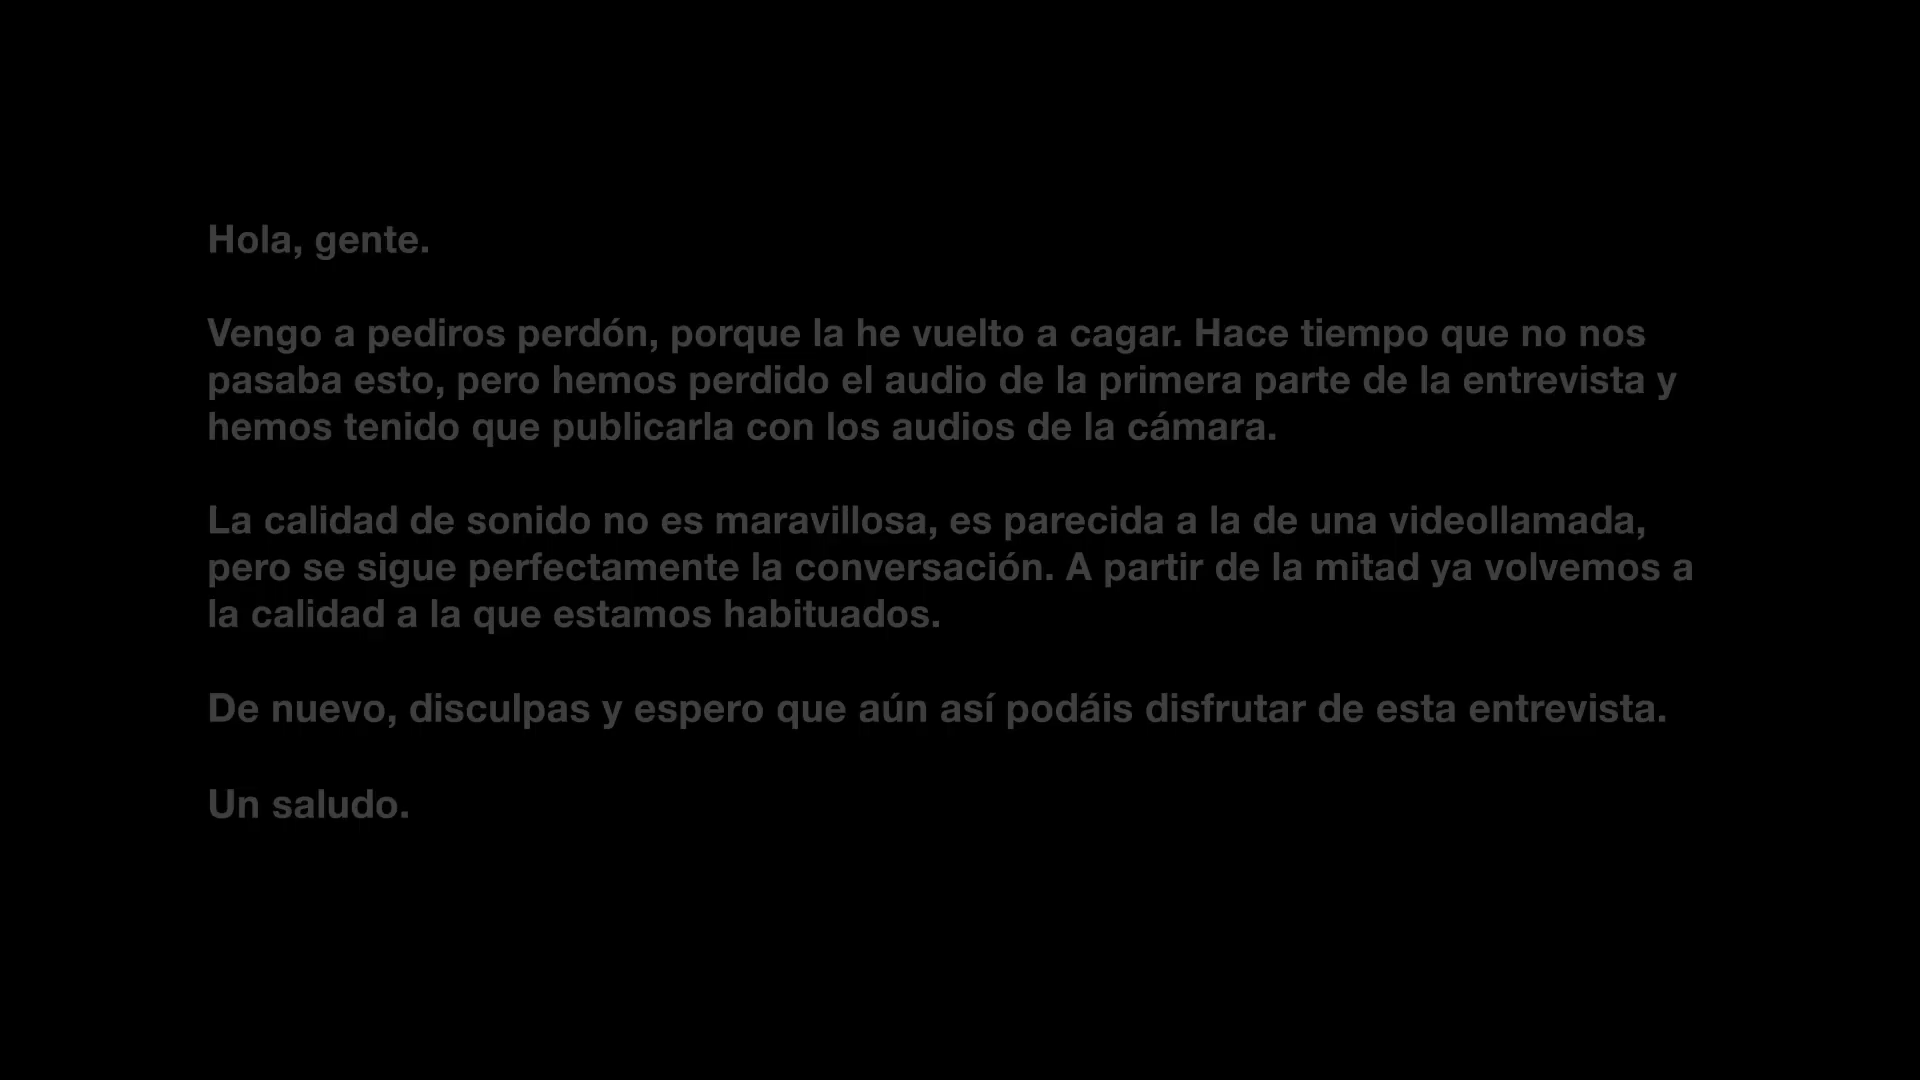 Hola, gente.
Vengo a pediros perdón, porque la he vuelto a cagar. Hace tiempo que no nos
pasaba esto, pero hemos perdido el audio de la primera parte de la entrevista y
hemos tenido que publicarla con los audios de la cámara.
La calidad de sonido no es maravillosa, es parecida a la de una videollamada,
pero se sigue perfectamente la conversación. A partir de la mitad ya volvemos a
la calidad a la que estamos habituados.
De nuevo, disculpas y espero que aún así podáis disfrutar de esta entrevista.
Un saludo.